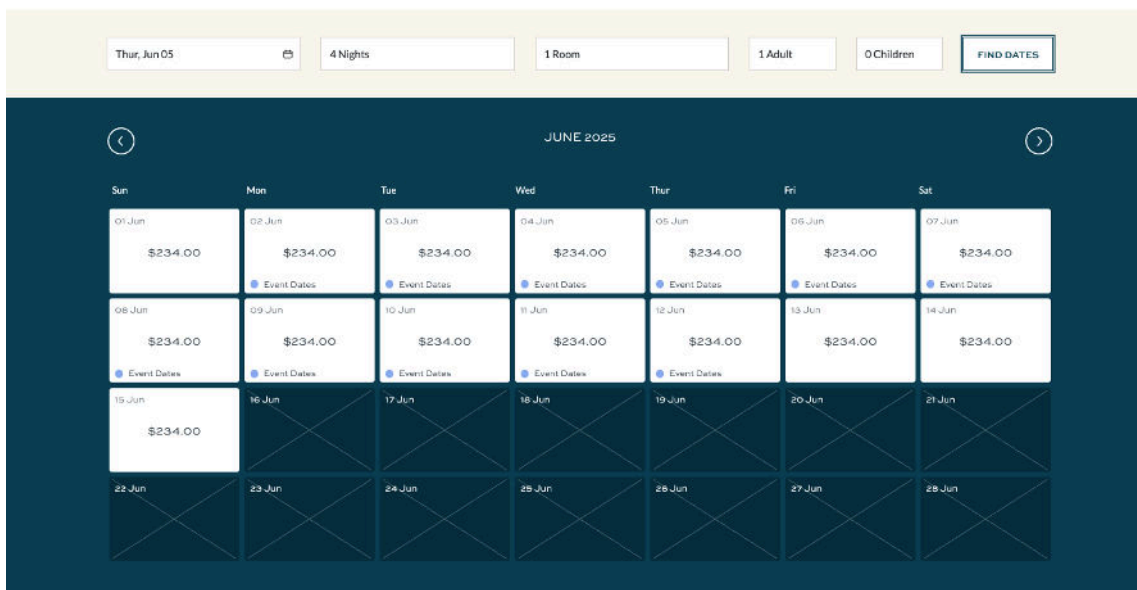 Thur, Jun 05 4 Nights 1 Room 1 Adult 0 Children FIND DATES
JUNE 2025
Sun Mon Tue Wed Thur Fri Sat
01 Jun 02 Jun 03 Jun 04 Jun 05 Jun 06 Jun 07 Jun
$234.00 $234.00 $234.00 $234.00 $234.00 $234.00 $234.00
Event Dates Event Dates Event Dates Event Dates Event Dates Event Dates
08 Jun 09 Jun 10 Jun 11 Jun 12 Jun 13 Jun 14 Jun
$234.00 $234.00 $234.00 $234.00 $234.00 $234.00 $234.00
Event Dates Event Dates Event Dates Event Dates Event Dates
15 Jun 16 Jun 17 Jun 18 Jun 19 Jun 20 Jun 21 Jun
$234.00
22 Jun 23 Jun 24 Jun 25 Jun 26 Jun 27 Jun 28 Jun